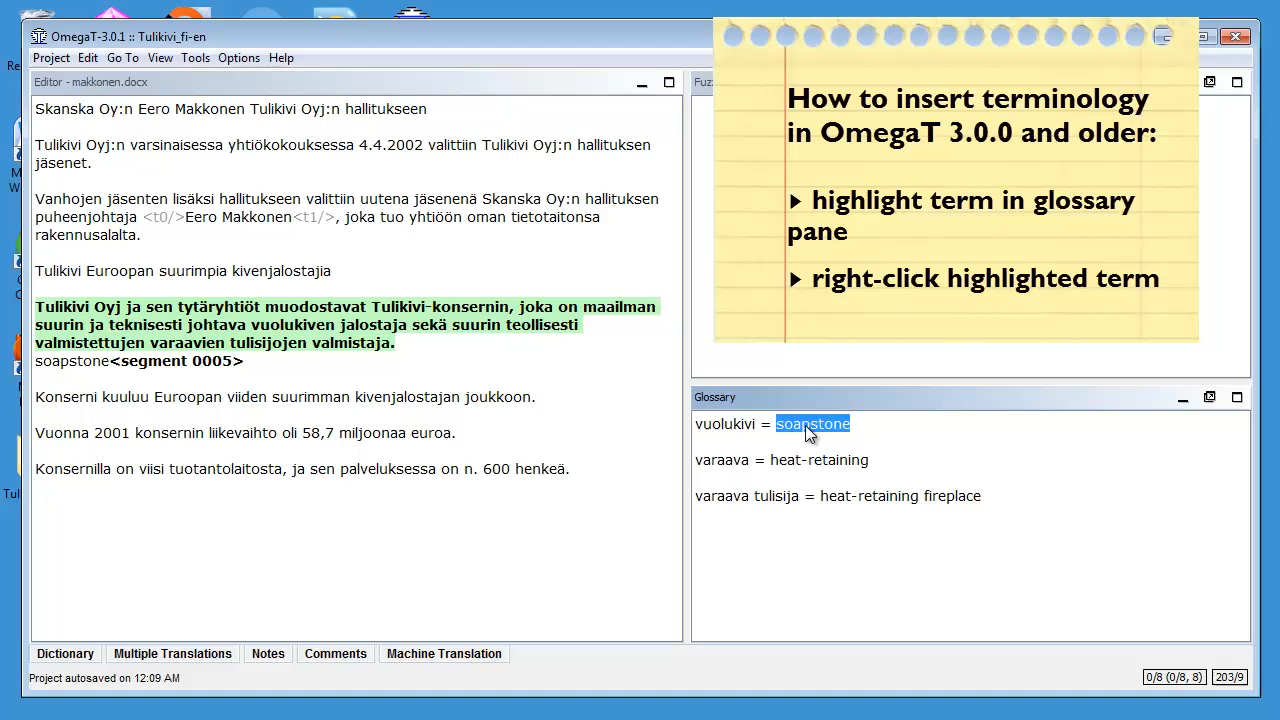 OmegaT-3.0.1 :: Tulikivi_fi-en
Project Edit Go To View Tools Options Help
Editor - makkonen.docx
Skanska Oy:n Eero Makkonen Tulikivi Oyj:n hallitukseen
Tulikivi Oyj:n varsinaisessa yhtiökokouksessa 4.4.2002 valittiin Tulikivi Oyj:n hallituksen
jäsenet.
Vanhojen jäsenten lisäksi hallitukseen valittiin uutena jäsenenä Skanska Oy:n hallituksen
puheenjohtaja <t0/>Eero Makkonen<t1/>, joka tuo yhtiöön oman tietotaitonsa
rakennusalalta.
Tulikivi Euroopan suurimpia kivenjalostajia
Tulikivi Oyj ja sen tytäryhtiöt muodostavat Tulikivi-konsernin, joka on maailman
suurin ja teknisesti johtava vuolukiven jalostaja sekä suurin teollisesti
valmistettujen varaavien tulisijojen valmistaja.
soapstone<segment 0005>
Konserni kuuluu Euroopan viiden suurimman kivenjalostajan joukkoon.
Vuonna 2001 konsernin liikevaihto oli 58,7 miljoonaa euroa.
Konsernilla on viisi tuotantolaitosta, ja sen palveluksessa on n. 600 henkeä.
How to insert terminology
in OmegaT 3.0.0 and older:
▸ highlight term in glossary
pane
▸ right-click highlighted term
Glossary
vuolukivi = soapstone
varaava = heat-retaining
varaava tulisija = heat-retaining fireplace
Dictionary Multiple Translations Notes Comments Machine Translation
Project autosaved on 12:09 AM
0/8 (0/8, 8) 203/9